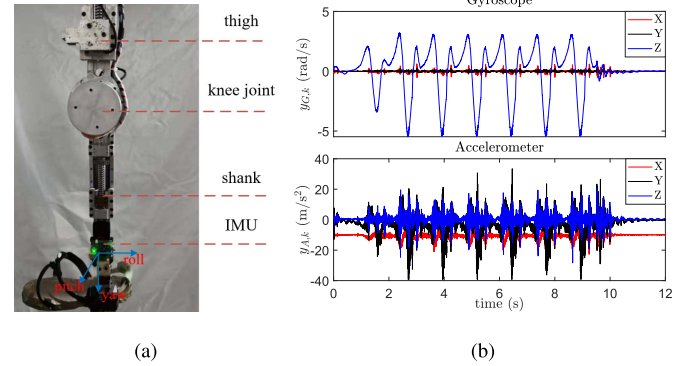 thigh
knee joint
shank
IMU
roll
pitch
yaw
(a)
Gyroscope
5
0
-5
y_{G,k} (rad/s)
X
Y
Z
Accelerometer
40
20
0
-20
-40
y_{A,k} (m/s²)
X
Y
Z
0 2 4 6 8 10 12
time (s)
(b)